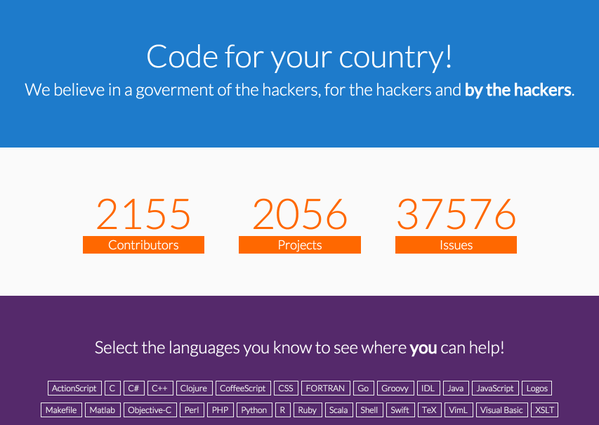 Code for your country!
We believe in a goverment of the hackers, for the hackers and by the hackers.
2155 2056 37576
Contributors Projects Issues
Select the languages you know to see where you can help!
ActionScript C C# C++ Clojure CoffeeScript CSS FORTRAN Go Groovy IDL Java JavaScript Logos
Makefile Matlab Objective-C Perl PHP Python R Ruby Scala Shell Swift TeX VimL Visual Basic XSLT